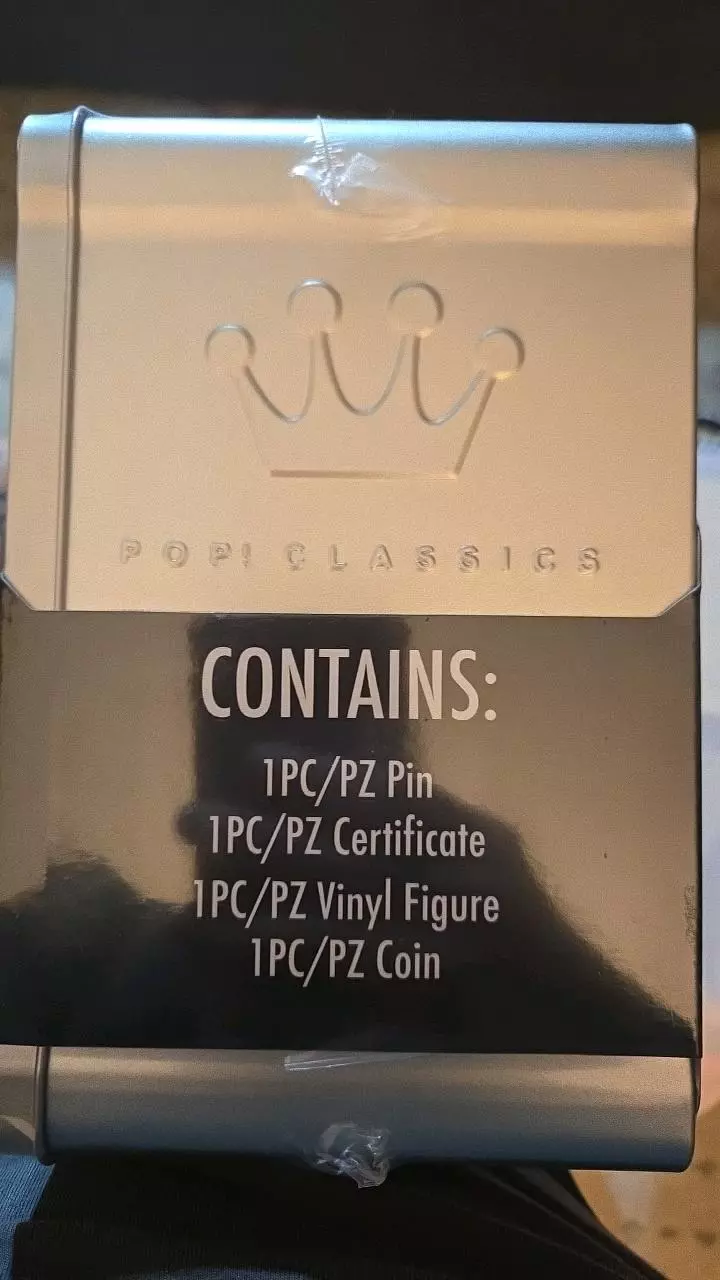 POP! CLASSICS
CONTAINS:
1PC/PZ Pin
1PC/PZ Certificate
1PC/PZ Vinyl Figure
1PC/PZ Coin